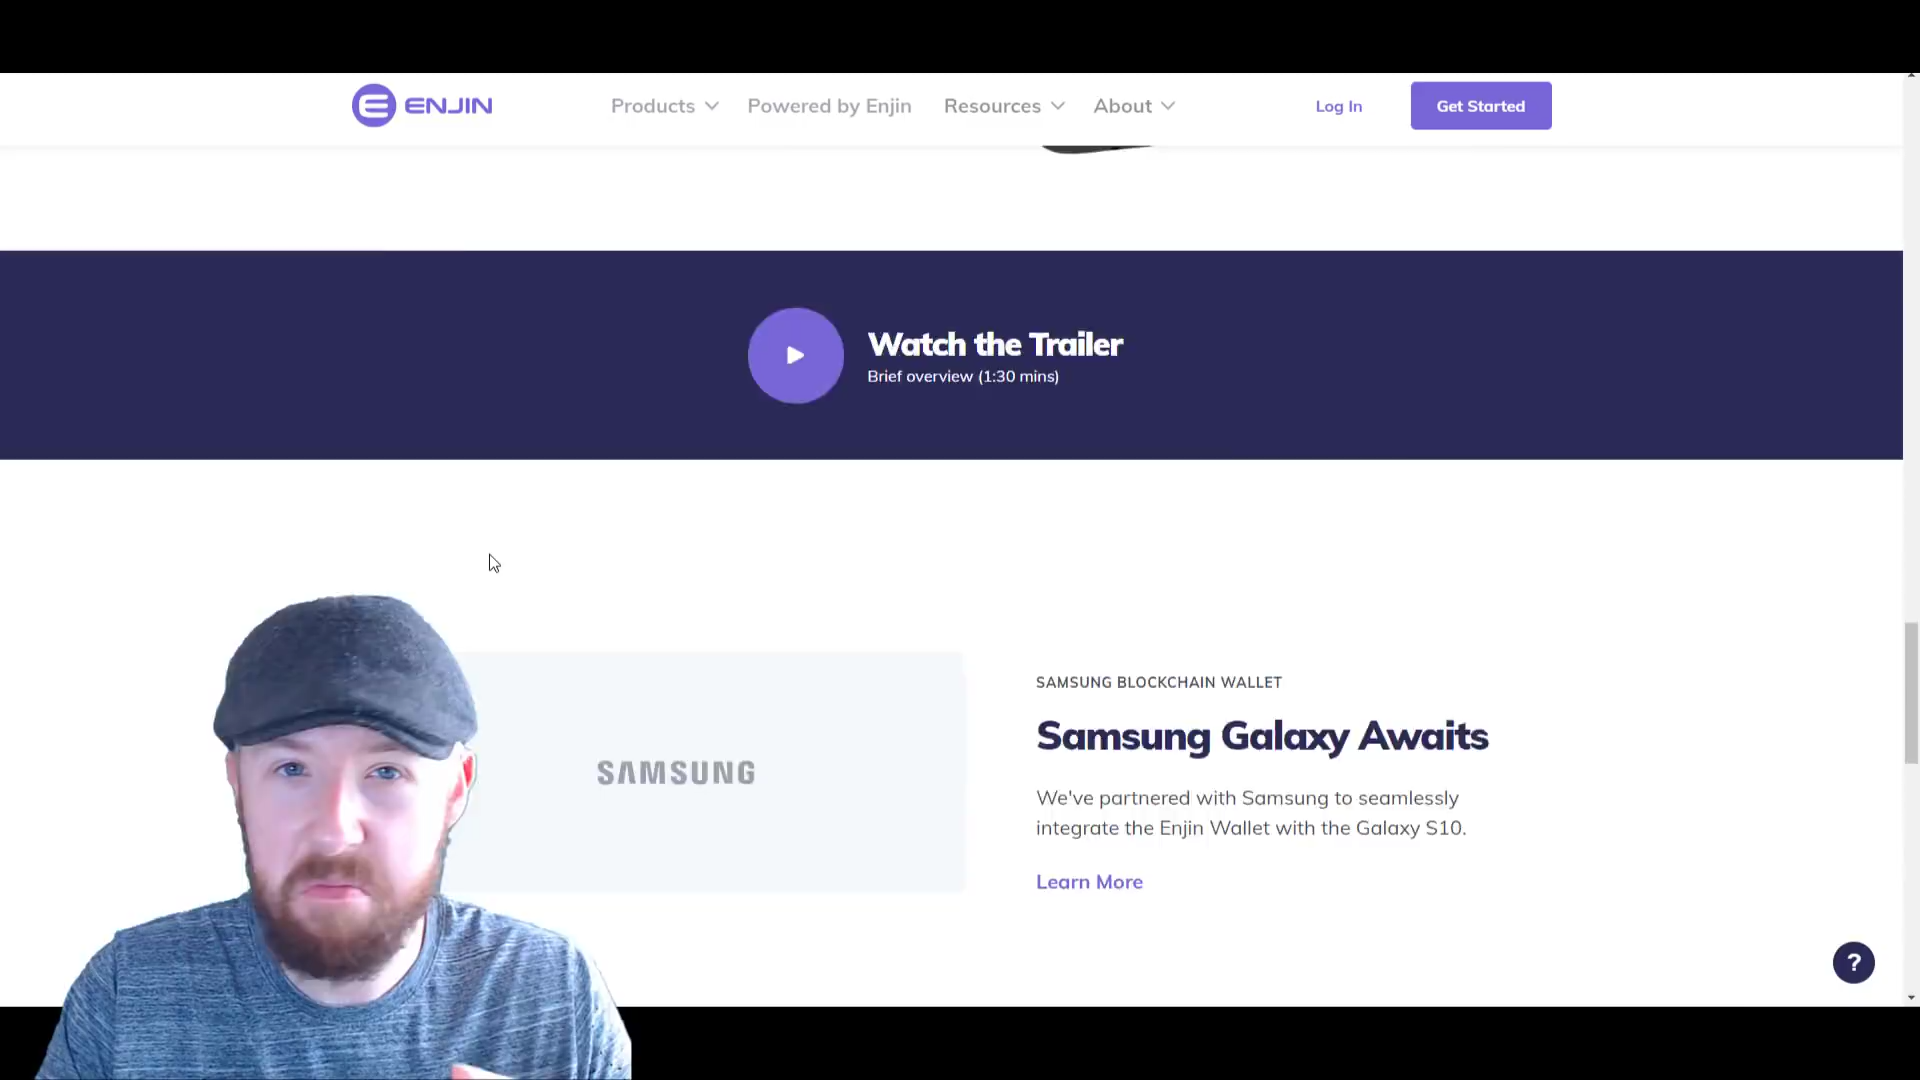 ENJIN
Products
Powered by Enjin
Resources
About
Log In
Get Started
Watch the Trailer
Brief overview (1:30 mins)
SAMSUNG
SAMSUNG BLOCKCHAIN WALLET
Samsung Galaxy Awaits
We've partnered with Samsung to seamlessly
integrate the Enjin Wallet with the Galaxy S10.
Learn More
?